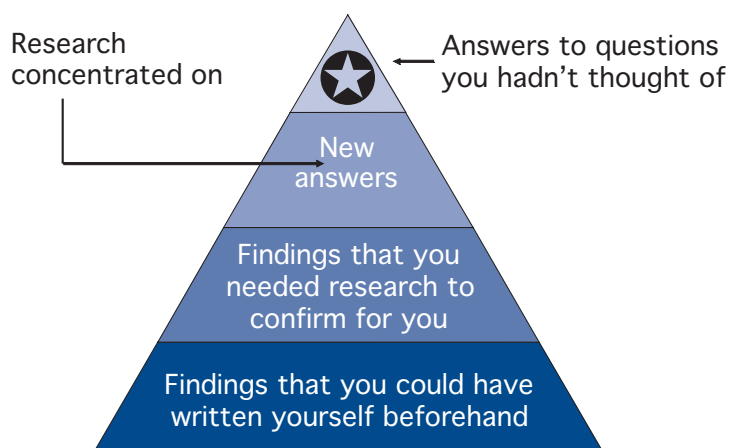 Research
concentrated on
Answers to questions
you hadn’t thought of
New
answers
Findings that you
needed research to
confirm for you
Findings that you could have
written yourself beforehand